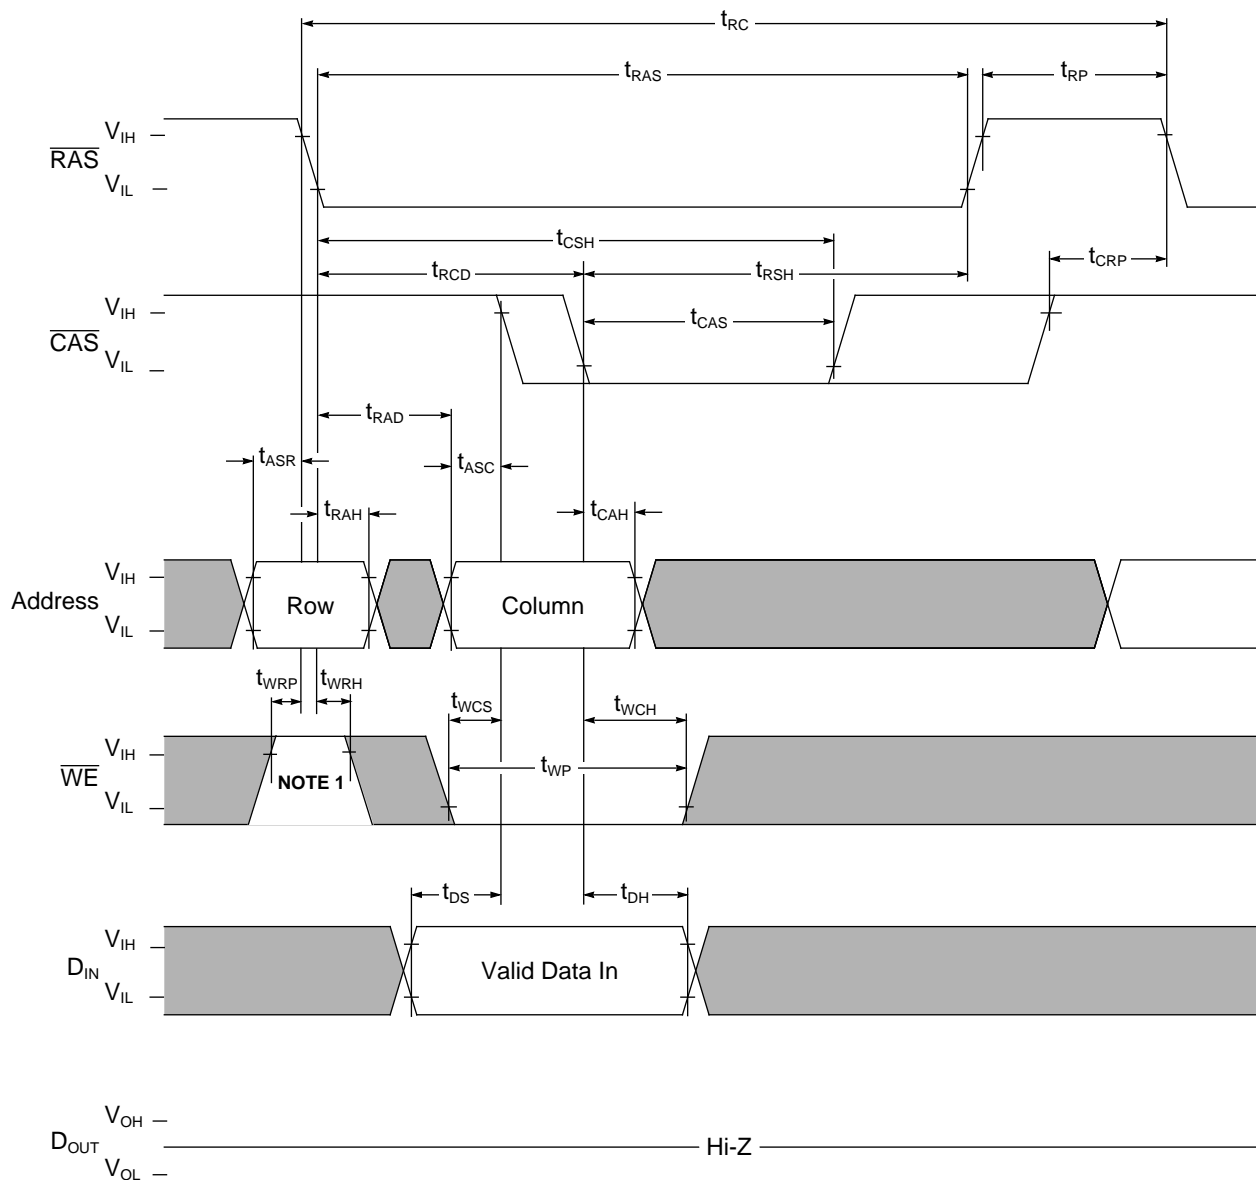 tRC
tRAS
tRP
VIH
RAS
VIL
tCSH
tRCD
tRSH
tCRP
VIH
tCAS
CAS
VIL
tRAD
tASR
tASC
tRAH
tCAH
VIH
Address
Row
Column
VIL
tWRP
tWRH
tWCS
tWCH
VIH
WE
tWP
NOTE 1
VIL
tDS
tDH
VIH
DIN
Valid Data In
VIL
VOH
DOUT
Hi-Z
VOL